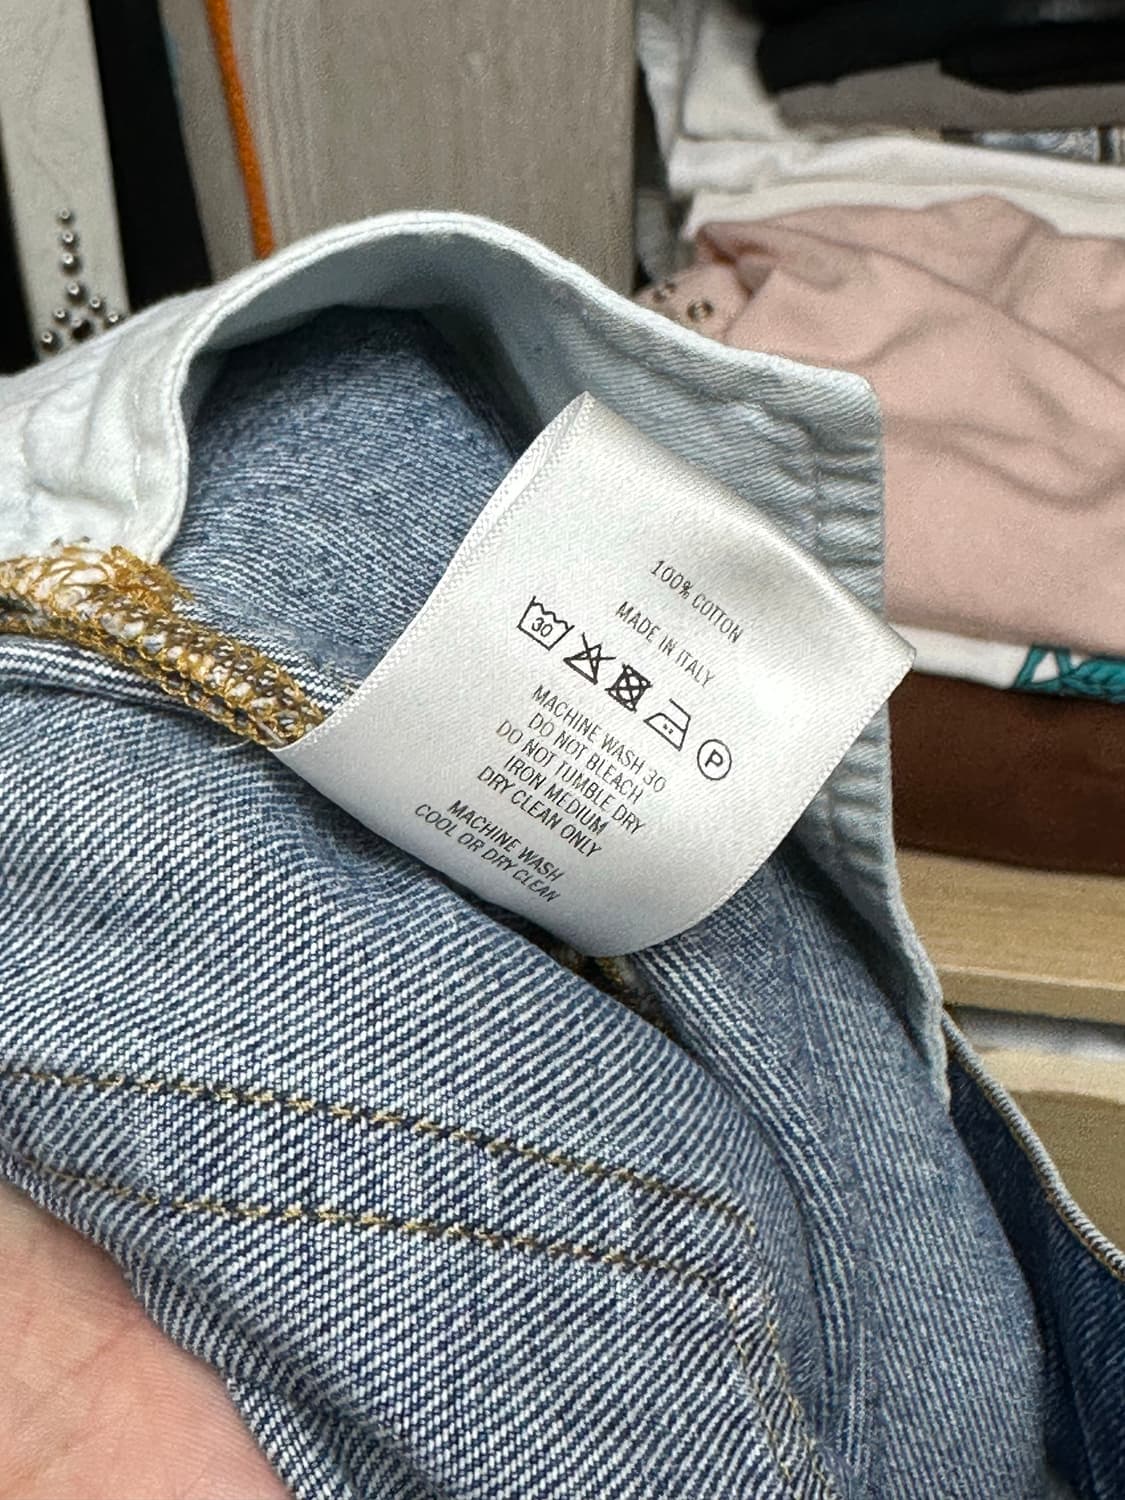 100% COTTON
MADE IN ITALY
30 P
MACHINE WASH 30
DO NOT BLEACH
DO NOT TUMBLE DRY
IRON MEDIUM
DRY CLEAN ONLY
MACHINE WASH
COOL OR DRY CLEAN